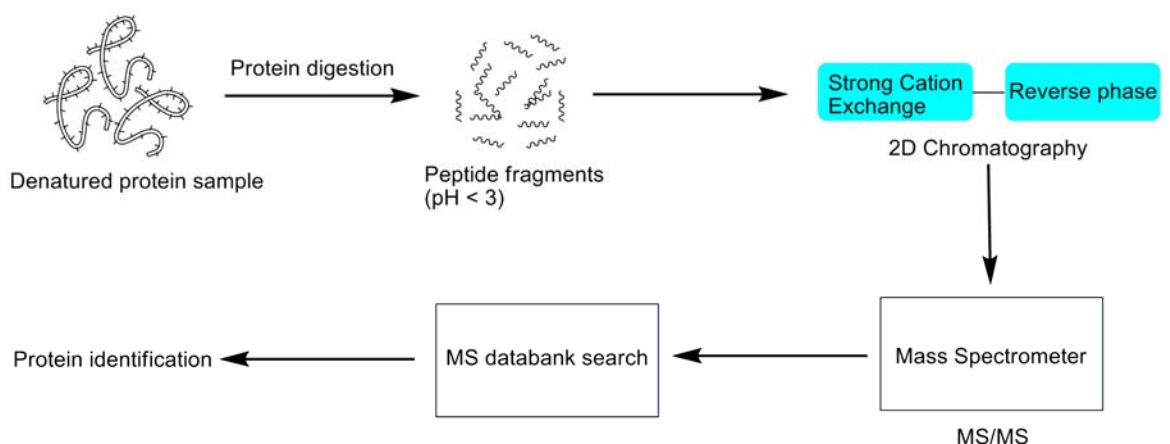 Protein digestion
Denatured protein sample
Peptide fragments
(pH < 3)
Strong Cation
Exchange
Reverse phase
2D Chromatography
Protein identification
MS databank search
Mass Spectrometer
MS/MS